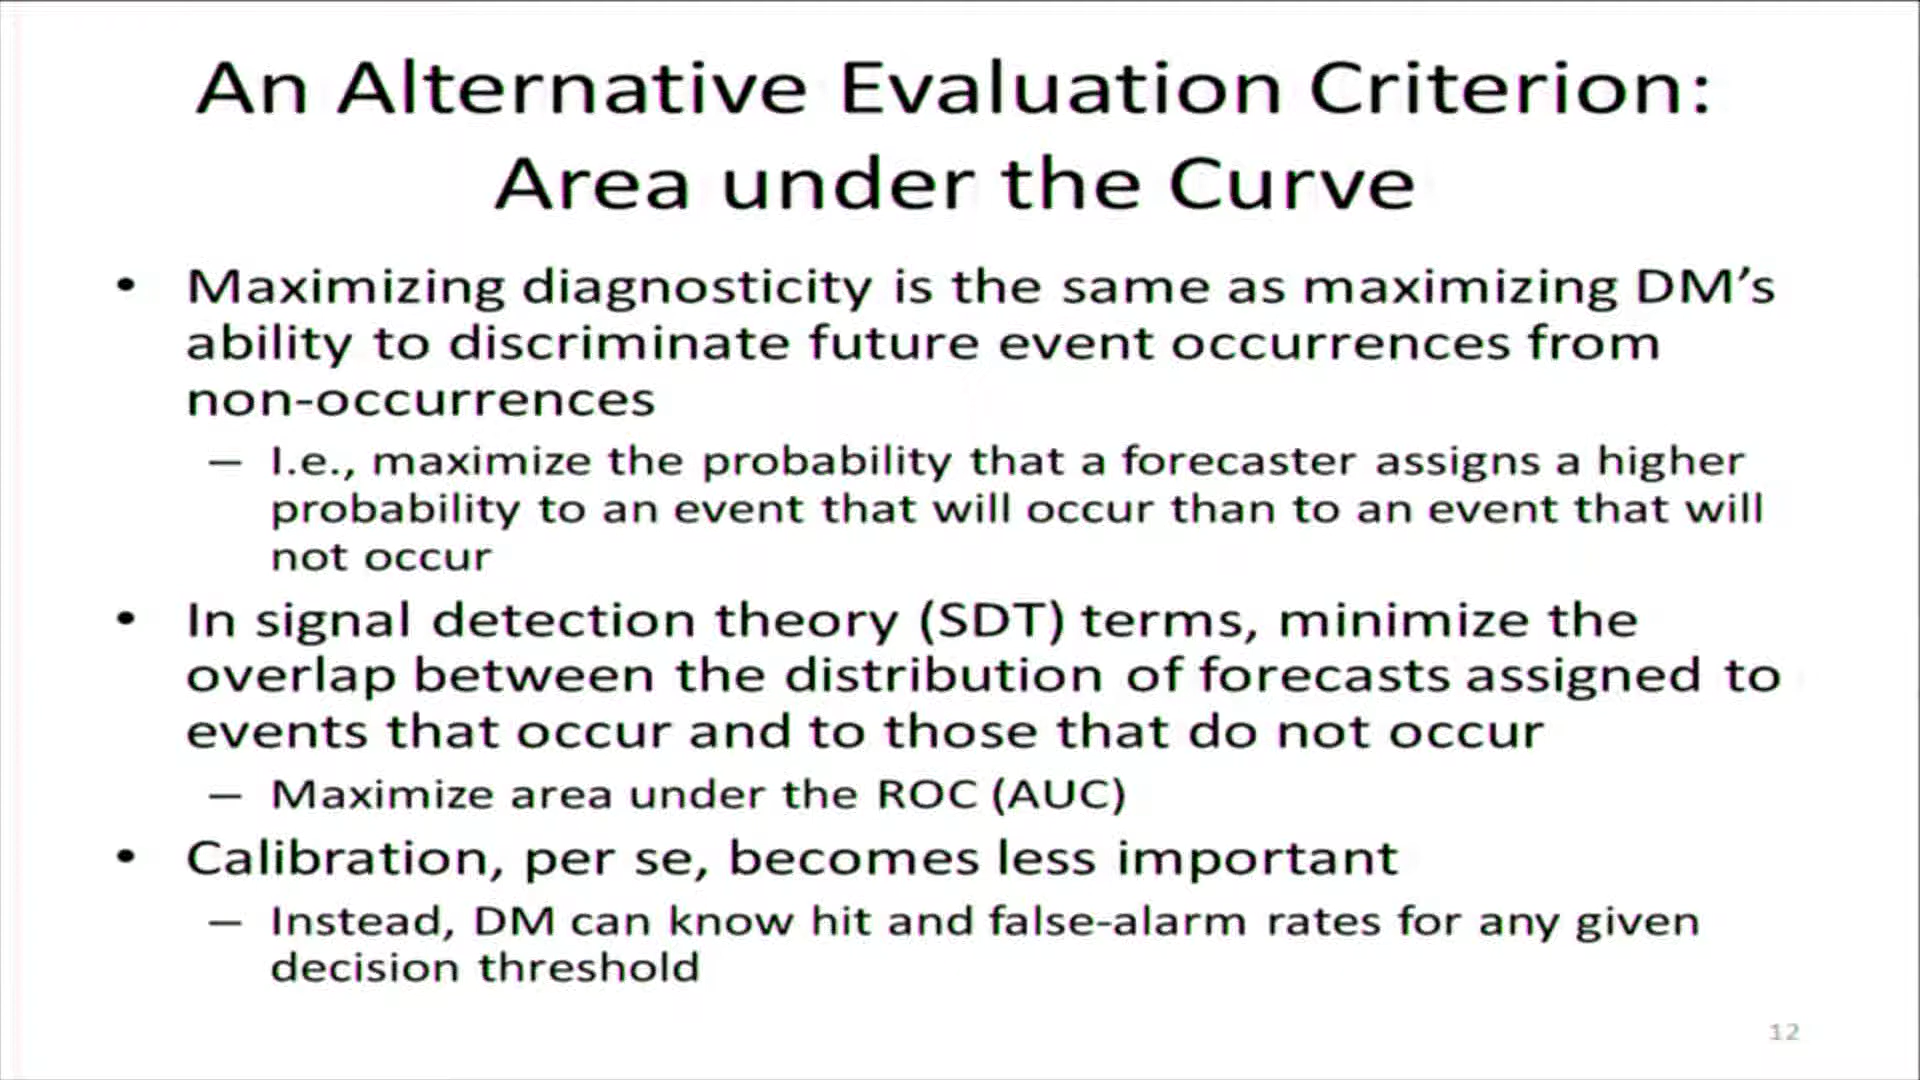 An Alternative Evaluation Criterion:
Area under the Curve
• Maximizing diagnosticity is the same as maximizing DM’s
ability to discriminate future event occurrences from
non-occurrences
– I.e., maximize the probability that a forecaster assigns a higher
probability to an event that will occur than to an event that will
not occur
• In signal detection theory (SDT) terms, minimize the
overlap between the distribution of forecasts assigned to
events that occur and to those that do not occur
– Maximize area under the ROC (AUC)
• Calibration, per se, becomes less important
– Instead, DM can know hit and false-alarm rates for any given
decision threshold
12